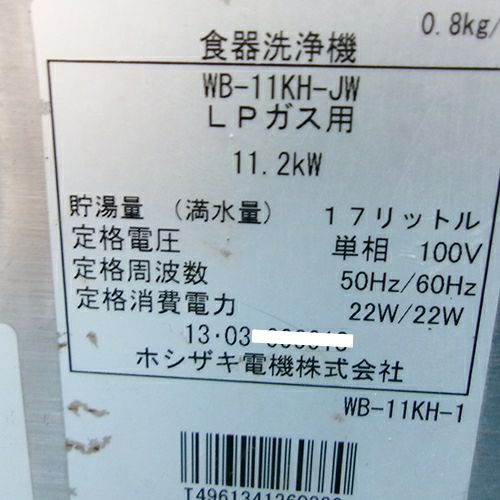 0.8kg/
食器洗浄機
WB-11KH-JW
LPガス用
11.2kW
貯湯量 (満水量) 17リットル
定格電圧 単相 100V
定格周波数 50Hz/60Hz
定格消費電力 22W/22W
13・03
ホシザキ電機株式会社
WB-11KH-1